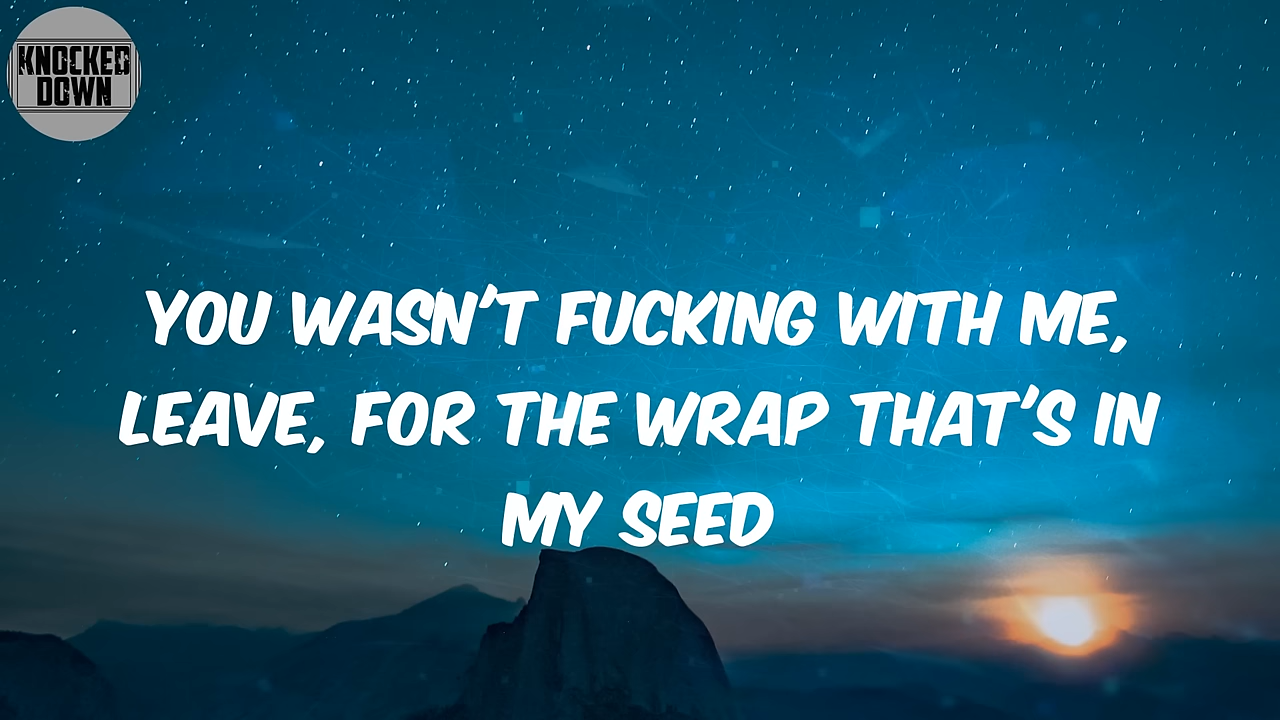 KNOCKED
DOWN
YOU WASN'T FUCKING WITH ME,
LEAVE, FOR THE WRAP THAT'S IN
MY SEED